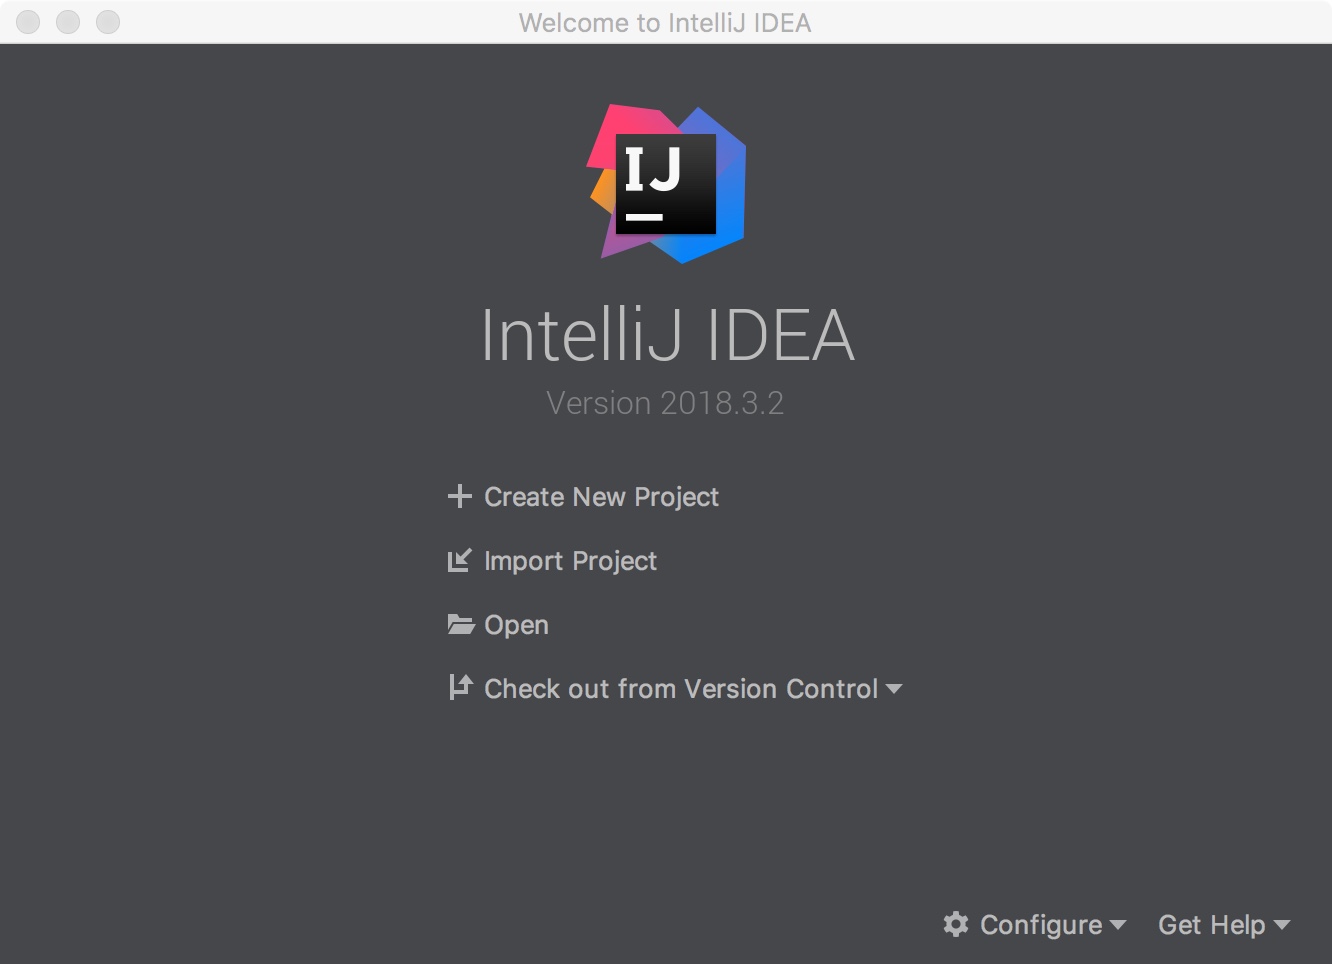 Welcome to IntelliJ IDEA
IJ
IntelliJ IDEA
Version 2018.3.2
Create New Project
Import Project
Open
Check out from Version Control
Configure Get Help